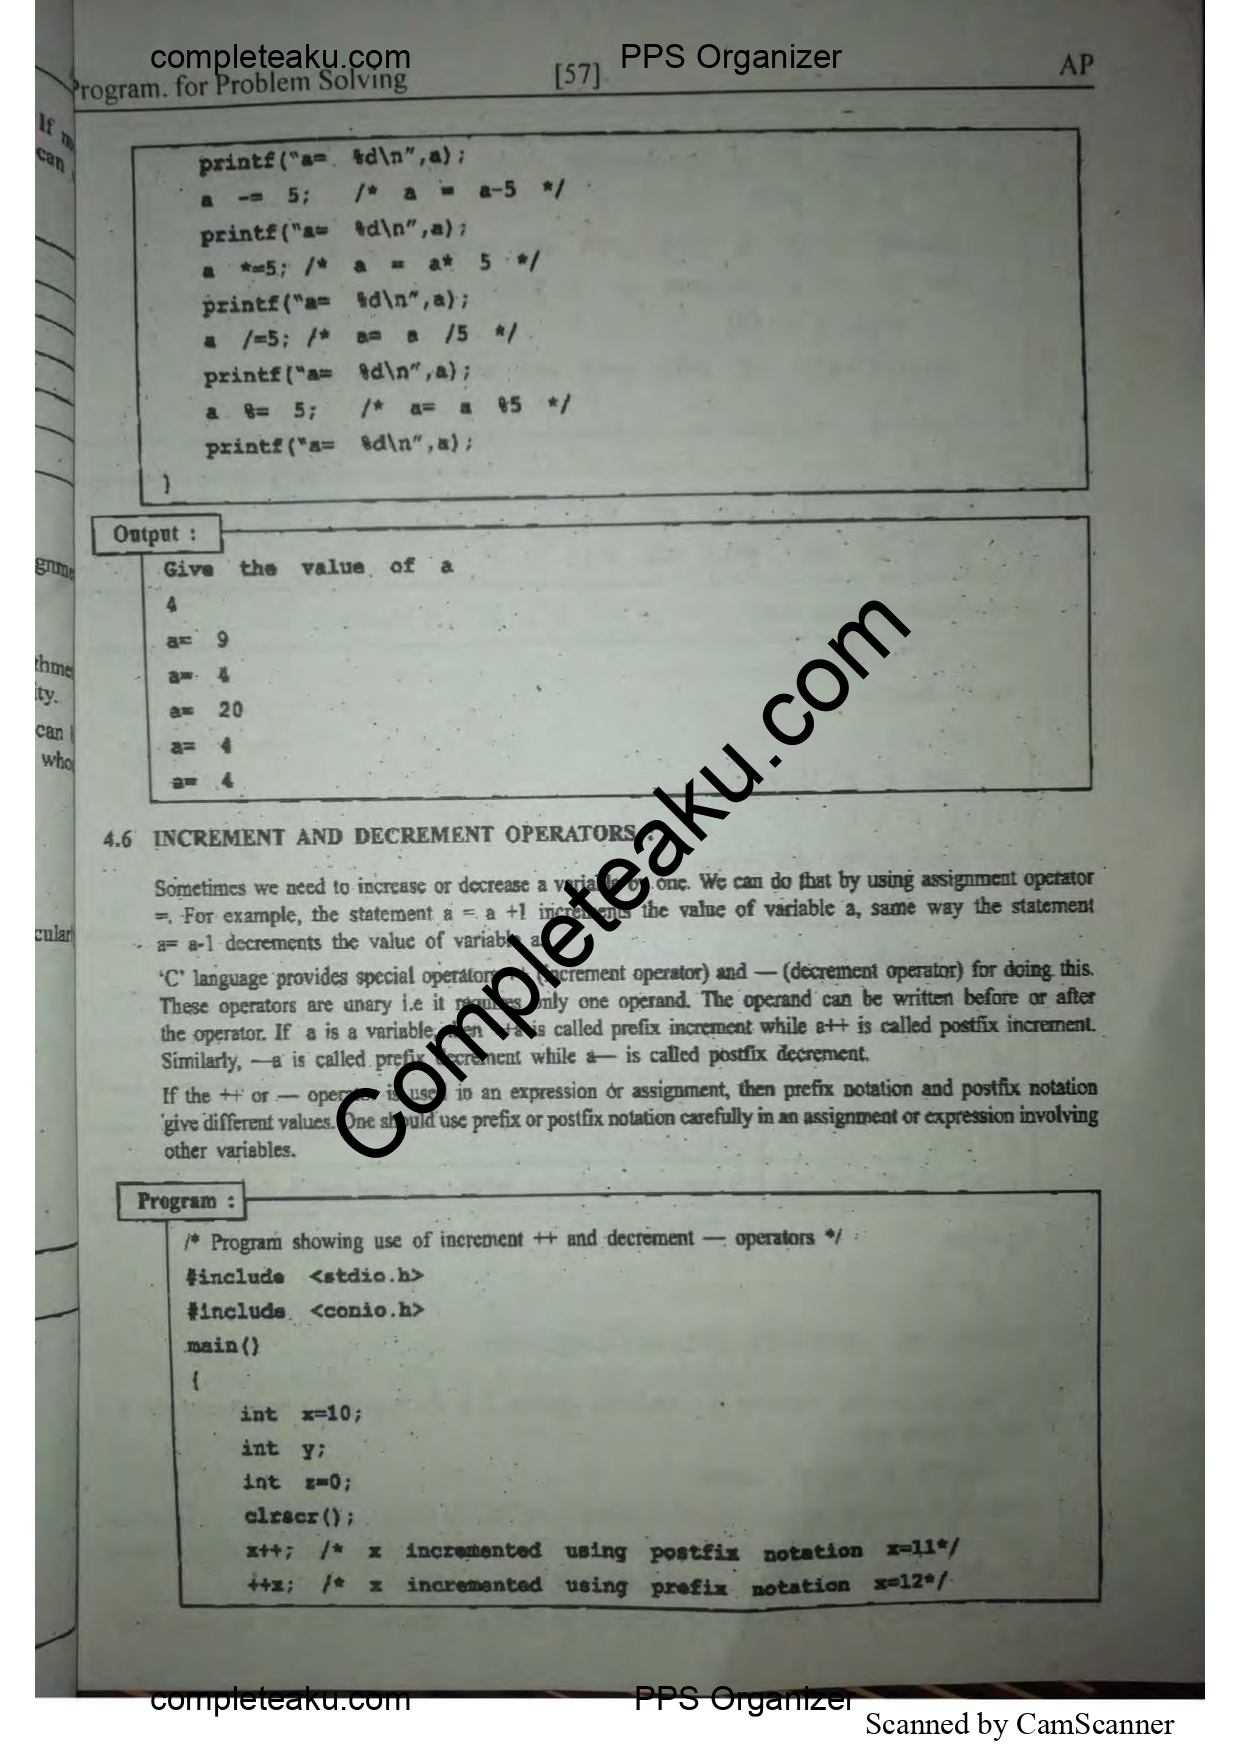 completeaku.com PPS Organizer
Program. for Problem Solving [57] AP
If
can
printf("a= %d\n",a);
a -= 5; /* a = a-5 */
printf("a= %d\n",a);
a *=5; /* a = a* 5 */
printf("a= %d\n",a);
a /=5; /* a= a /5 */
printf("a= %d\n",a);
a %= 5; /* a= a %5 */
printf("a= %d\n",a);
}
Output :
Give the value of a
4
a= 9
a= 4
a= 20
a= 4
a= 4
ity.
can
who
4.6 INCREMENT AND DECREMENT OPERATORS :
Sometimes we need to increase or decrease a variable by one. We can do that by using assignment operator
=. For example, the statement a = a +1 increments the value of variable a, same way the statement
a= a-1 decrements the value of variable a.
'C' language provides special operators ++ (increment operator) and — (decrement operator) for doing this.
These operators are unary i.e it requires only one operand. The operand can be written before or after
the operator. If a is a variable, then ++a is called prefix increment while a++ is called postfix increment.
Similarly, —a is called prefix decrement while a— is called postfix decrement.
If the ++ or — operator is used in an expression or assignment, then prefix notation and postfix notation
give different values. One should use prefix or postfix notation carefully in an assignment or expression involving
other variables.
Completeaku.com
Program :
/* Program showing use of increment ++ and decrement — operators */
#include <stdio.h>
#include <conio.h>
main()
{
int x=10;
int y;
int z=0;
clrscr();
x++; /* x incremented using postfix notation x=11*/
++x; /* x incremented using prefix notation x=12*/
completeaku.com PPS Organizer
Scanned by CamScanner